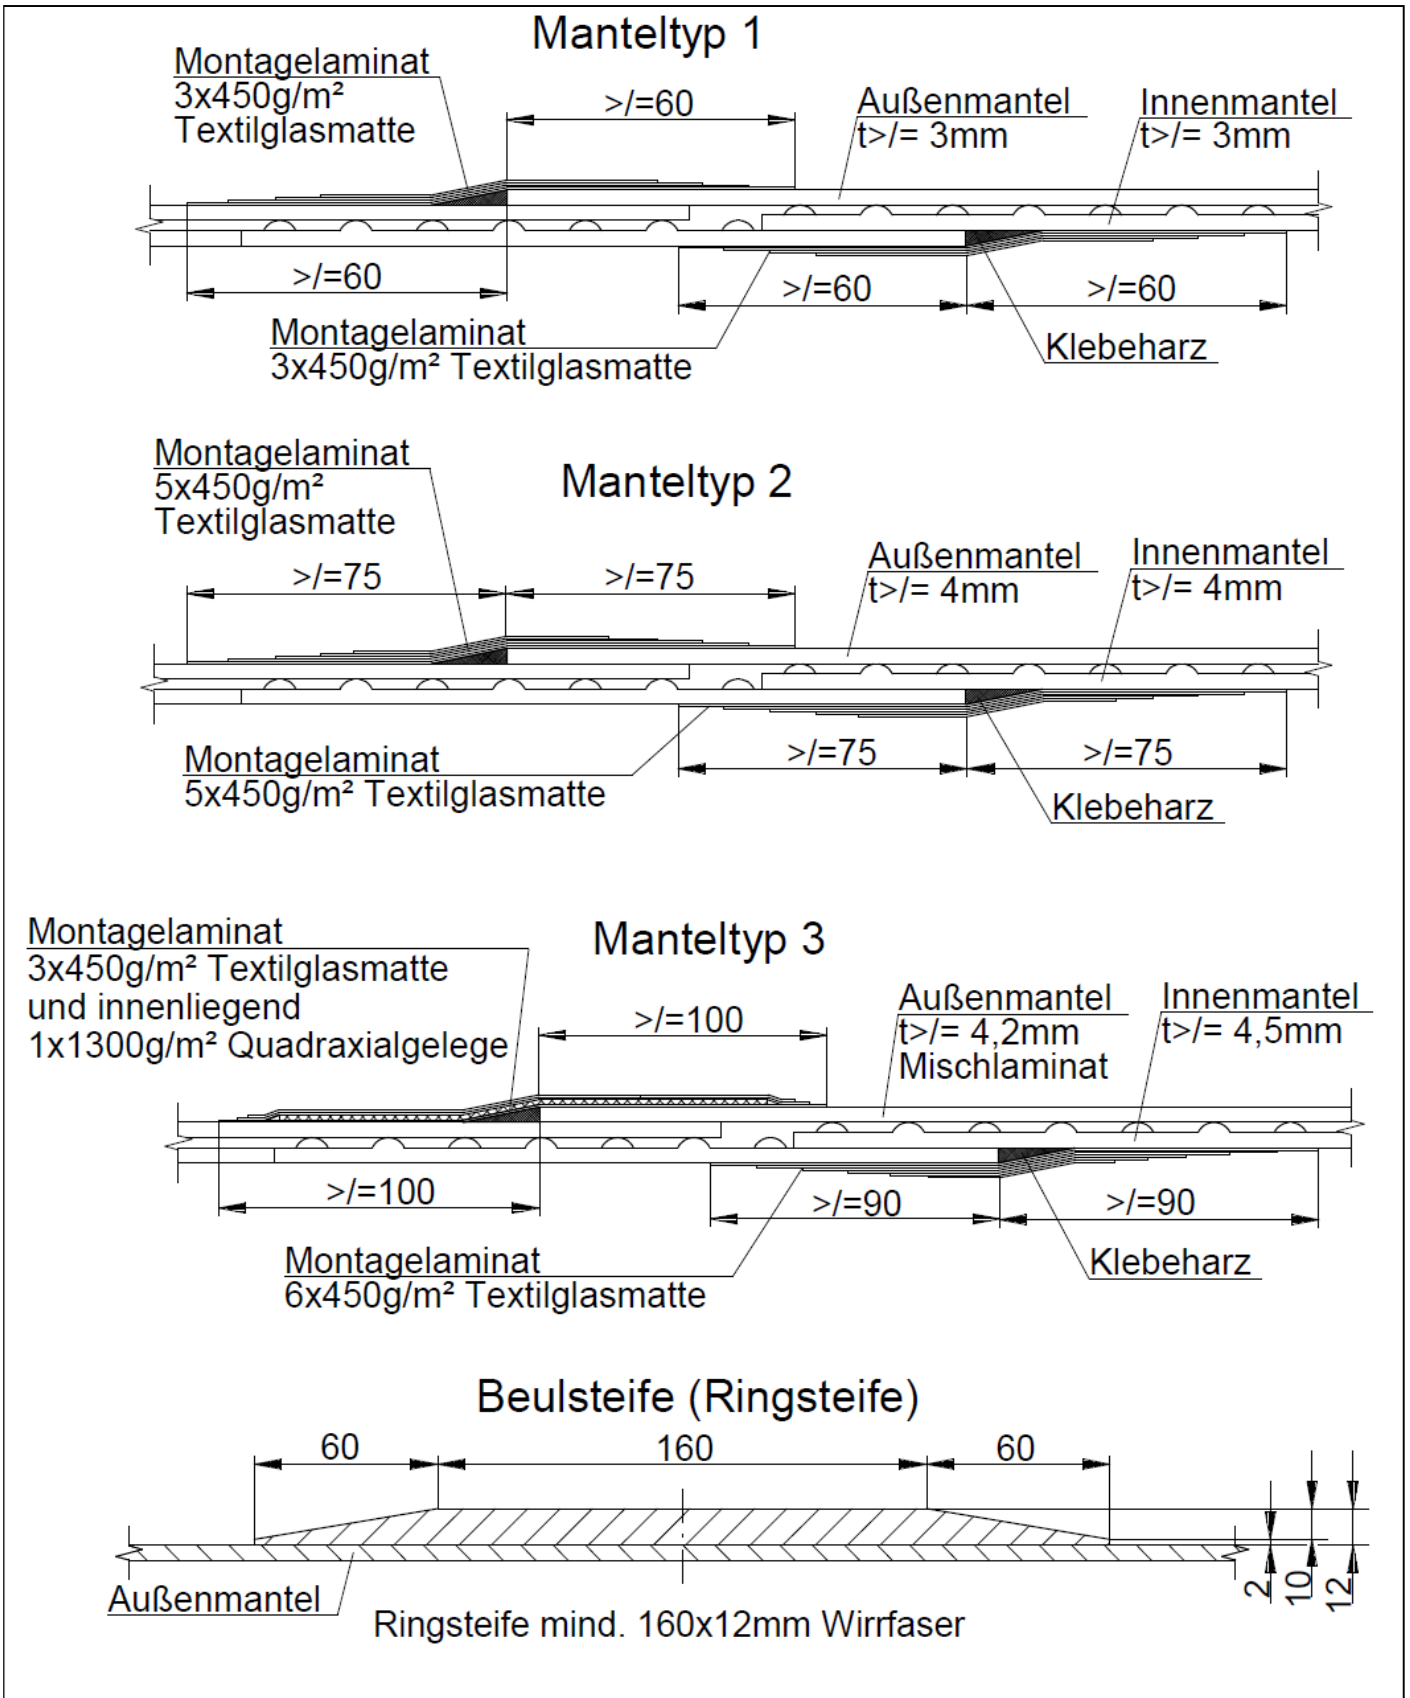 Manteltyp 1
Montagelaminat
3x450g/m²
Textilglasmatte
>/=60
Außenmantel
t>/= 3mm
Innenmantel
t>/= 3mm
>/=60
>/=60
>/=60
Montagelaminat
3x450g/m² Textilglasmatte
Klebeharz
Montagelaminat
5x450g/m²
Textilglasmatte
Manteltyp 2
>/=75
>/=75
Außenmantel
t>/= 4mm
Innenmantel
t>/= 4mm
Montagelaminat
5x450g/m² Textilglasmatte
>/=75
>/=75
Klebeharz
Montagelaminat
3x450g/m² Textilglasmatte
und innenliegend
1x1300g/m² Quadraxialgelege
Manteltyp 3
>/=100
Außenmantel
t>/= 4,2mm
Mischlaminat
Innenmantel
t>/= 4,5mm
>/=100
>/=90
>/=90
Montagelaminat
6x450g/m² Textilglasmatte
Klebeharz
Beulsteife (Ringsteife)
60
160
60
2
10
12
Außenmantel
Ringsteife mind. 160x12mm Wirrfaser